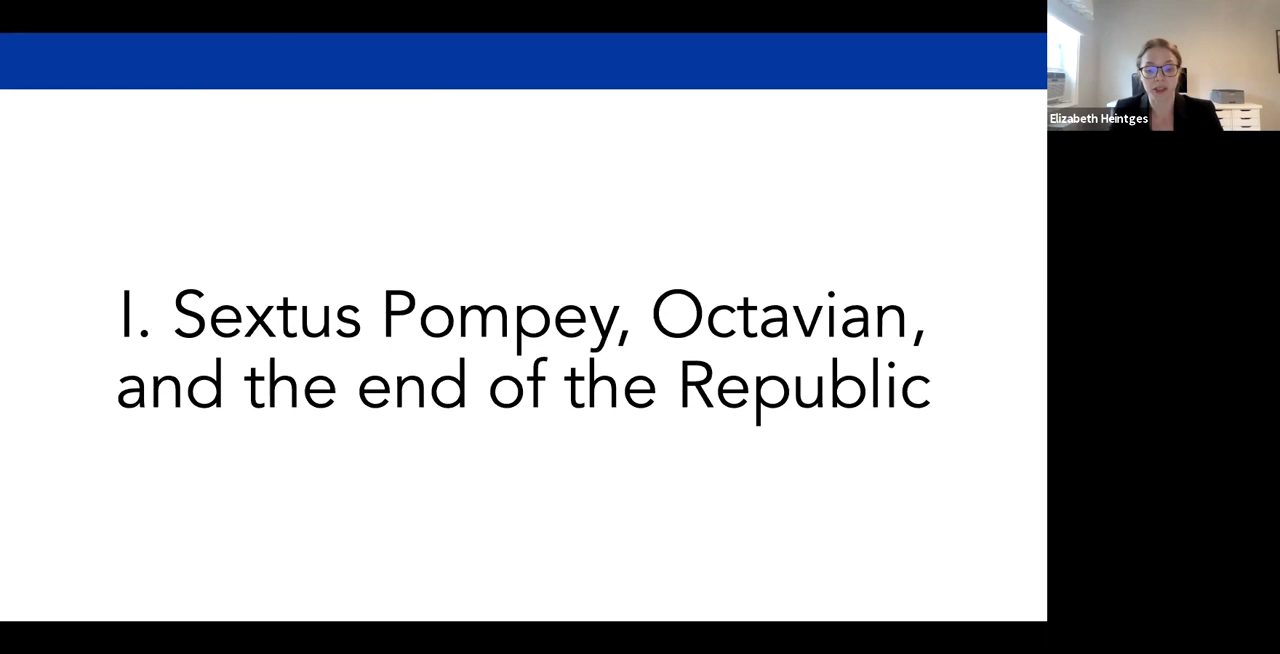 I. Sextus Pompey, Octavian,
and the end of the Republic
Elizabeth Heintges